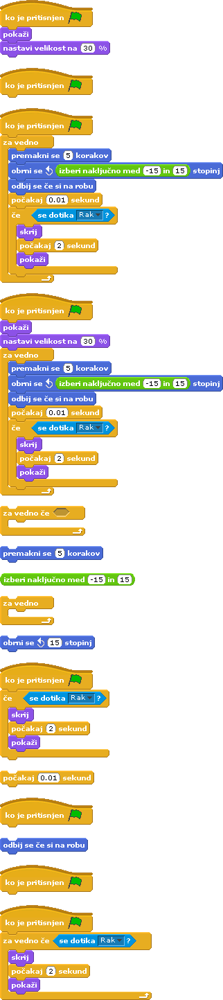 ko je pritisnjen
pokaži
nastavi velikost na 30 %
ko je pritisnjen
ko je pritisnjen
za vedno
premakni se 5 korakov
obrni se izberi naključno med -15 in 15 stopinj
odbij se če si na robu
počakaj 0.01 sekund
če se dotika Rak ?
skrij
počakaj 2 sekund
pokaži
ko je pritisnjen
pokaži
nastavi velikost na 30 %
za vedno
premakni se 5 korakov
obrni se izberi naključno med -15 in 15 stopinj
odbij se če si na robu
počakaj 0.01 sekund
če se dotika Rak ?
skrij
počakaj 2 sekund
pokaži
za vedno če
premakni se 5 korakov
izberi naključno med -15 in 15
za vedno
obrni se 15 stopinj
ko je pritisnjen
če se dotika Rak ?
skrij
počakaj 2 sekund
pokaži
počakaj 0.01 sekund
ko je pritisnjen
odbij se če si na robu
ko je pritisnjen
ko je pritisnjen
za vedno če se dotika Rak ?
skrij
počakaj 2 sekund
pokaži